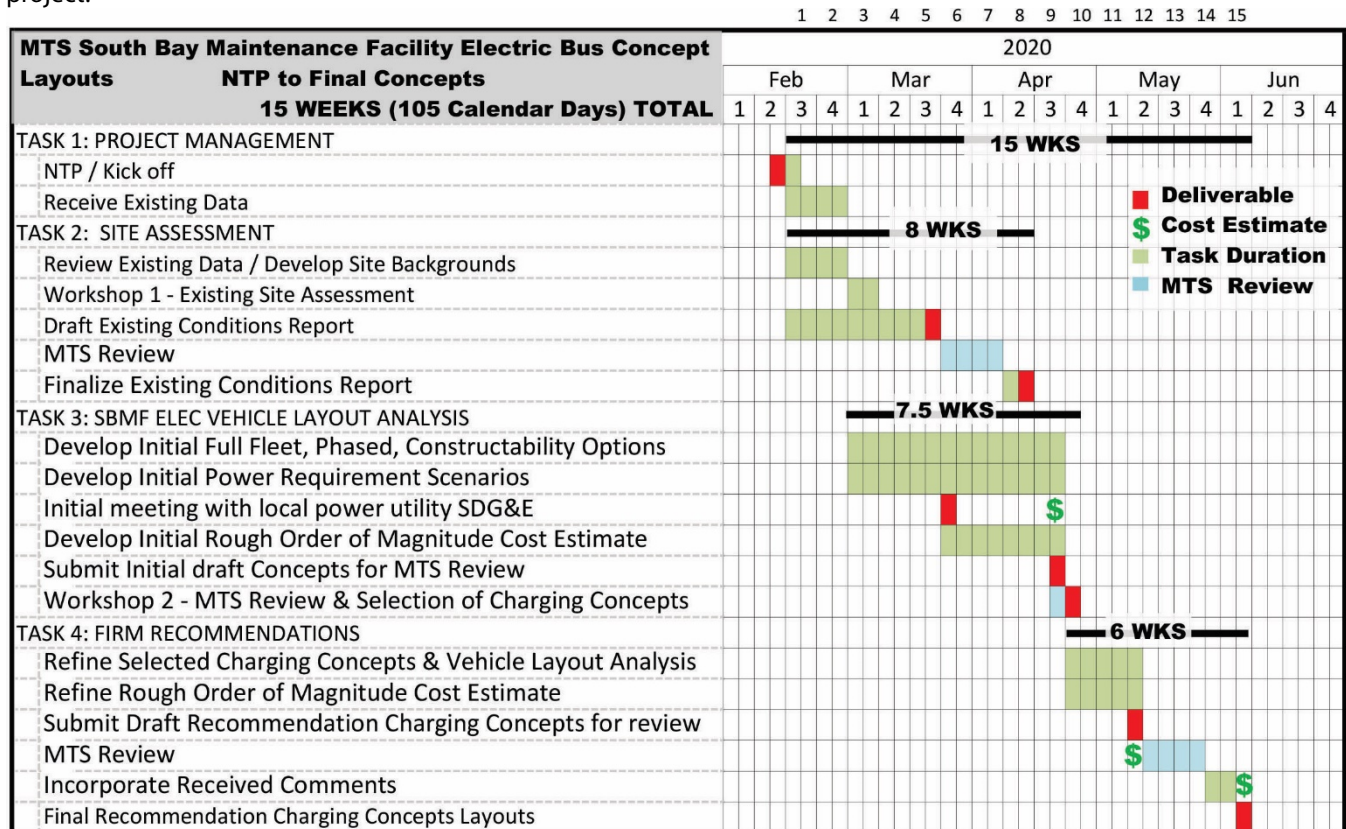 project.
1 2 3 4 5 6 7 8 9 10 11 12 13 14 15
MTS South Bay Maintenance Facility Electric Bus Concept
Layouts NTP to Final Concepts
15 WEEKS (105 Calendar Days) TOTAL
2020
Feb Mar Apr May Jun
1 2 3 4 1 2 3 4 1 2 3 4 1 2 3 4 1 2 3 4
TASK 1: PROJECT MANAGEMENT
15 WKS
NTP / Kick off
Receive Existing Data
TASK 2: SITE ASSESSMENT
8 WKS
Review Existing Data / Develop Site Backgrounds
Workshop 1 - Existing Site Assessment
Draft Existing Conditions Report
MTS Review
Finalize Existing Conditions Report
Deliverable
$ Cost Estimate
Task Duration
MTS Review
TASK 3: SBMF ELEC VEHICLE LAYOUT ANALYSIS
7.5 WKS
Develop Initial Full Fleet, Phased, Constructability Options
Develop Initial Power Requirement Scenarios
Initial meeting with local power utility SDG&E
$
Develop Initial Rough Order of Magnitude Cost Estimate
Submit Initial draft Concepts for MTS Review
Workshop 2 - MTS Review & Selection of Charging Concepts
TASK 4: FIRM RECOMMENDATIONS
6 WKS
Refine Selected Charging Concepts & Vehicle Layout Analysis
Refine Rough Order of Magnitude Cost Estimate
Submit Draft Recommendation Charging Concepts for review
MTS Review
$
Incorporate Received Comments
$
Final Recommendation Charging Concepts Layouts